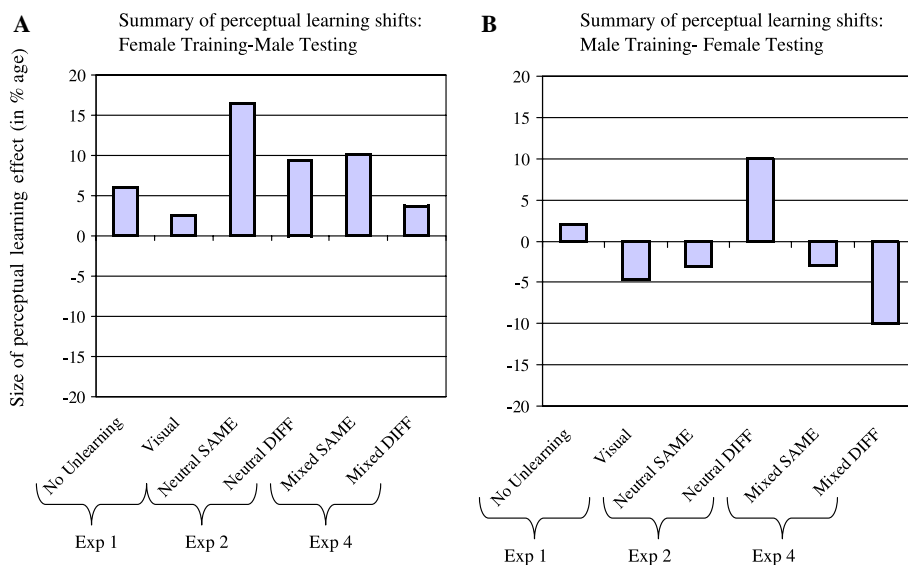 A
Summary of perceptual learning shifts:
Female Training-Male Testing
Size of perceptual learning effect (in % age)
20
15
10
5
0
-5
-10
-15
-20
No Unlearning
Visual
Neutral SAME
Neutral DIFF
Mixed SAME
Mixed DIFF
Exp 1
Exp 2
Exp 4
B
Summary of perceptual learning shifts:
Male Training- Female Testing
20
15
10
5
0
-5
-10
-15
-20
No Unlearning
Visual
Neutral SAME
Neutral DIFF
Mixed SAME
Mixed DIFF
Exp 1
Exp 2
Exp 4